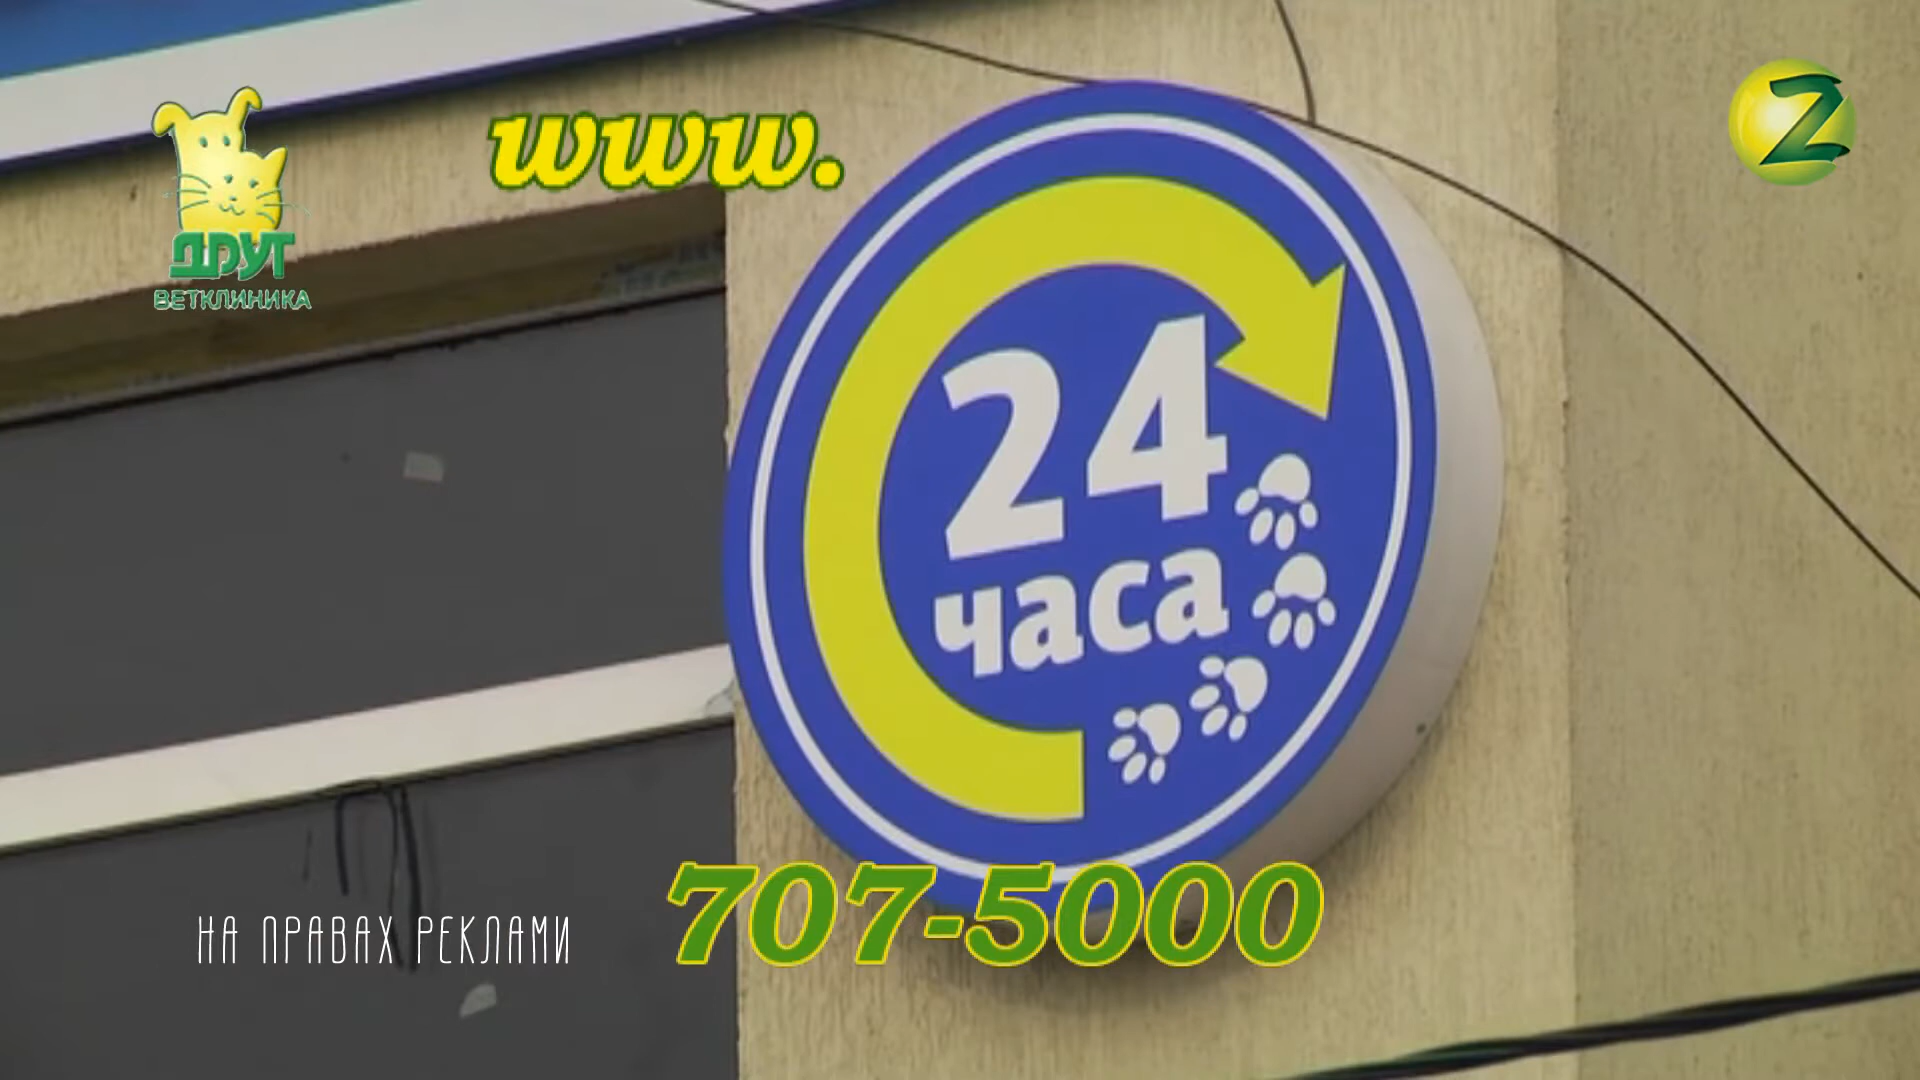 www.
Z
ДРУГ
ВЕТКЛИНИКА
24
часа
707-5000
НА ПРАВАХ РЕКЛАМИ